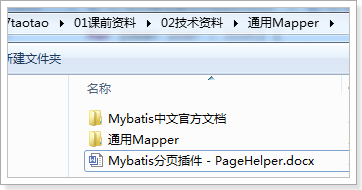 7taotao ▸ 01课前资料 ▸ 02技术资料 ▸ 通用Mapper ▸
新建文件夹
名称
Mybatis中文官方文档
通用Mapper
Mybatis分页插件 - PageHelper.docx